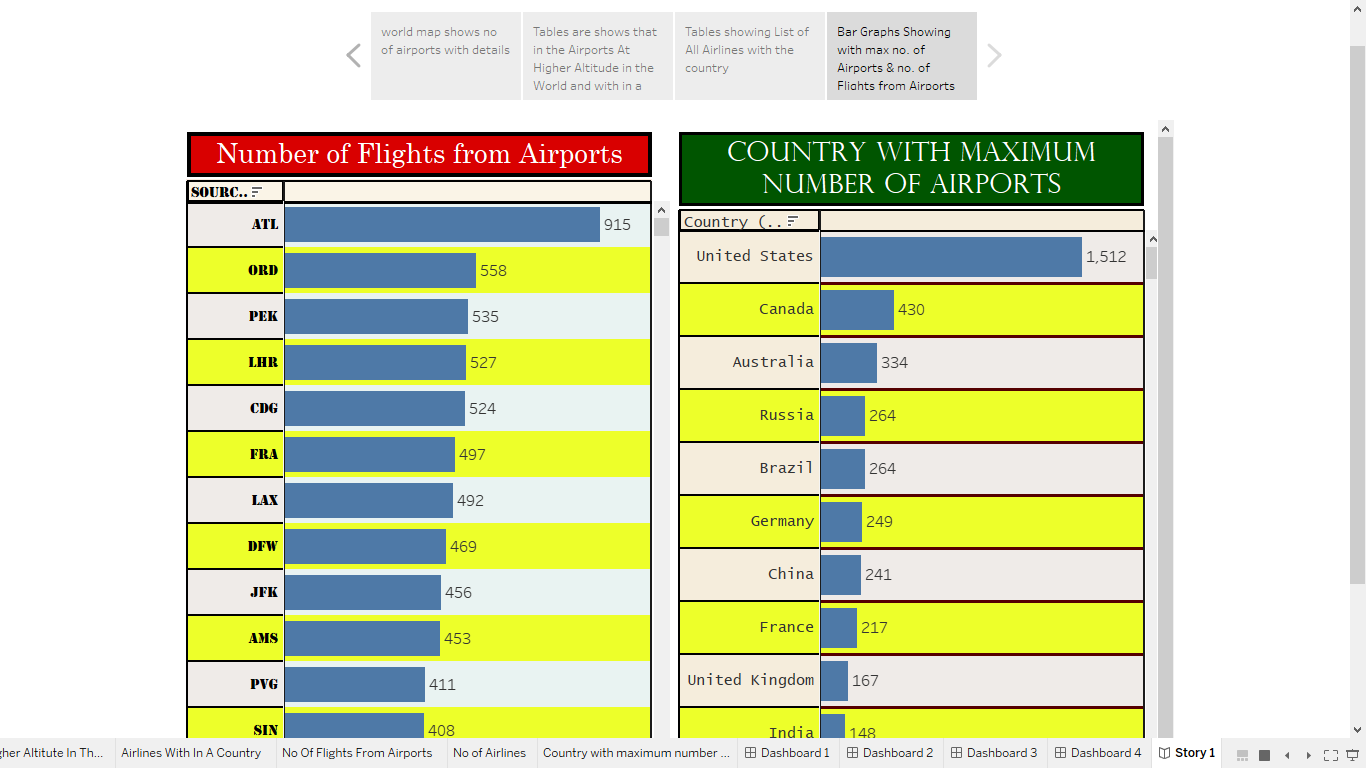 world map shows no
of airports with details
Tables are shows that
in the Airports At
Higher Altitude in the
World and with in a
Tables showing List of
All Airlines with the
country
Bar Graphs Showing
with max no. of
Airports & no. of
Flights from Airports
Number of Flights from Airports
SOURC..
ATL 915
ORD 558
PEK 535
LHR 527
CDG 524
FRA 497
LAX 492
DFW 469
JFK 456
AMS 453
PVG 411
SIN 408
COUNTRY WITH MAXIMUM
NUMBER OF AIRPORTS
Country (..
United States 1,512
Canada 430
Australia 334
Russia 264
Brazil 264
Germany 249
China 241
France 217
United Kingdom 167
India 148
gher Altitute In Th... Airlines With In A Country No Of Flights From Airports No of Airlines Country with maximum number ... Dashboard 1 Dashboard 2 Dashboard 3 Dashboard 4 Story 1